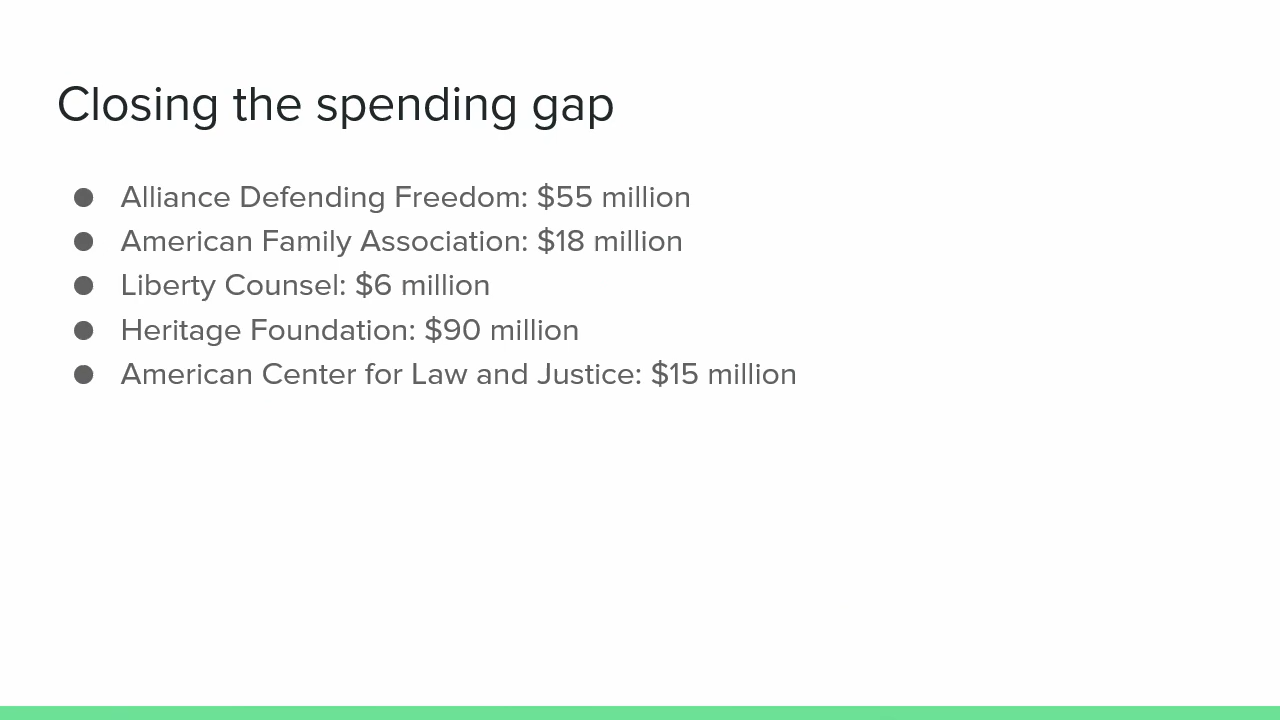 Closing the spending gap
● Alliance Defending Freedom: $55 million
● American Family Association: $18 million
● Liberty Counsel: $6 million
● Heritage Foundation: $90 million
● American Center for Law and Justice: $15 million